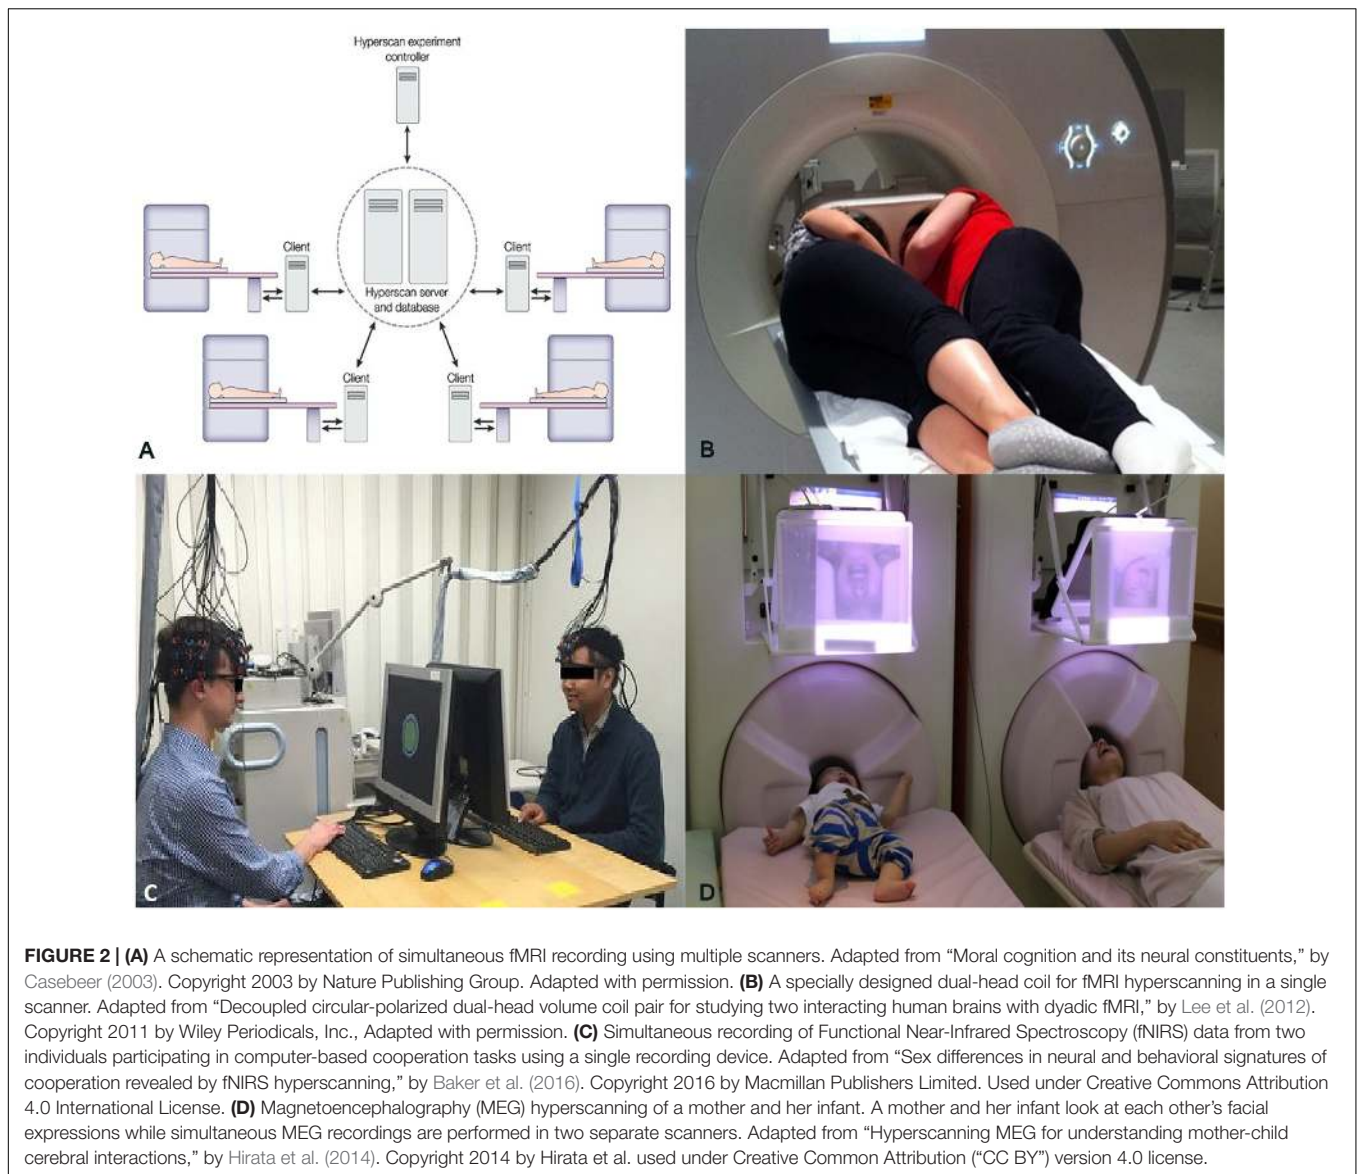 Hyperscan experiment
controller
Client
Client
Hyperscan server
and database
Client
Client
A
B
C
D
FIGURE 2 | (A) A schematic representation of simultaneous fMRI recording using multiple scanners. Adapted from “Moral cognition and its neural constituents,” by
Casebeer (2003). Copyright 2003 by Nature Publishing Group. Adapted with permission. (B) A specially designed dual-head coil for fMRI hyperscanning in a single
scanner. Adapted from “Decoupled circular-polarized dual-head volume coil pair for studying two interacting human brains with dyadic fMRI,” by Lee et al. (2012).
Copyright 2011 by Wiley Periodicals, Inc., Adapted with permission. (C) Simultaneous recording of Functional Near-Infrared Spectroscopy (fNIRS) data from two
individuals participating in computer-based cooperation tasks using a single recording device. Adapted from “Sex differences in neural and behavioral signatures of
cooperation revealed by fNIRS hyperscanning,” by Baker et al. (2016). Copyright 2016 by Macmillan Publishers Limited. Used under Creative Commons Attribution
4.0 International License. (D) Magnetoencephalography (MEG) hyperscanning of a mother and her infant. A mother and her infant look at each other’s facial
expressions while simultaneous MEG recordings are performed in two separate scanners. Adapted from “Hyperscanning MEG for understanding mother-child
cerebral interactions,” by Hirata et al. (2014). Copyright 2014 by Hirata et al. used under Creative Common Attribution (“CC BY”) version 4.0 license.